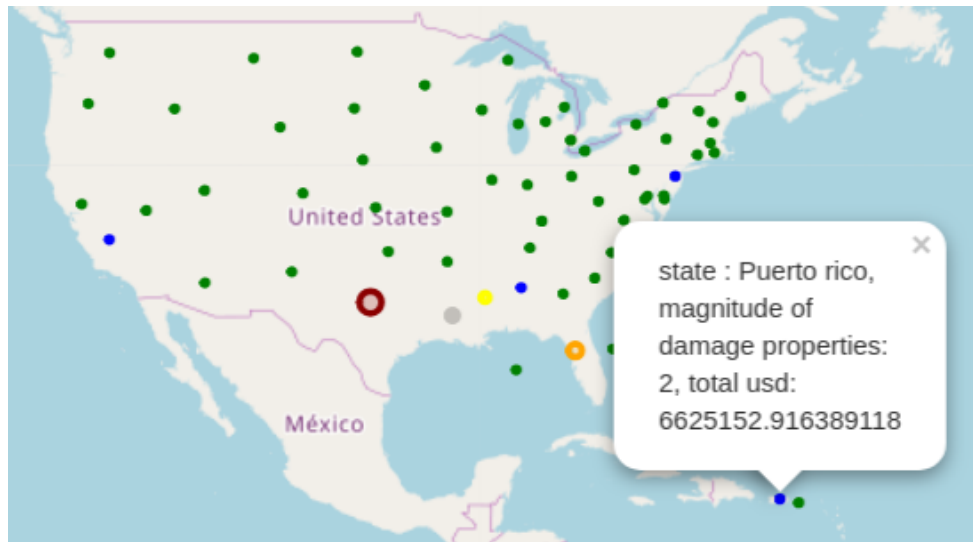 United States
México
×
state : Puerto rico,
magnitude of
damage properties:
2, total usd:
6625152.916389118